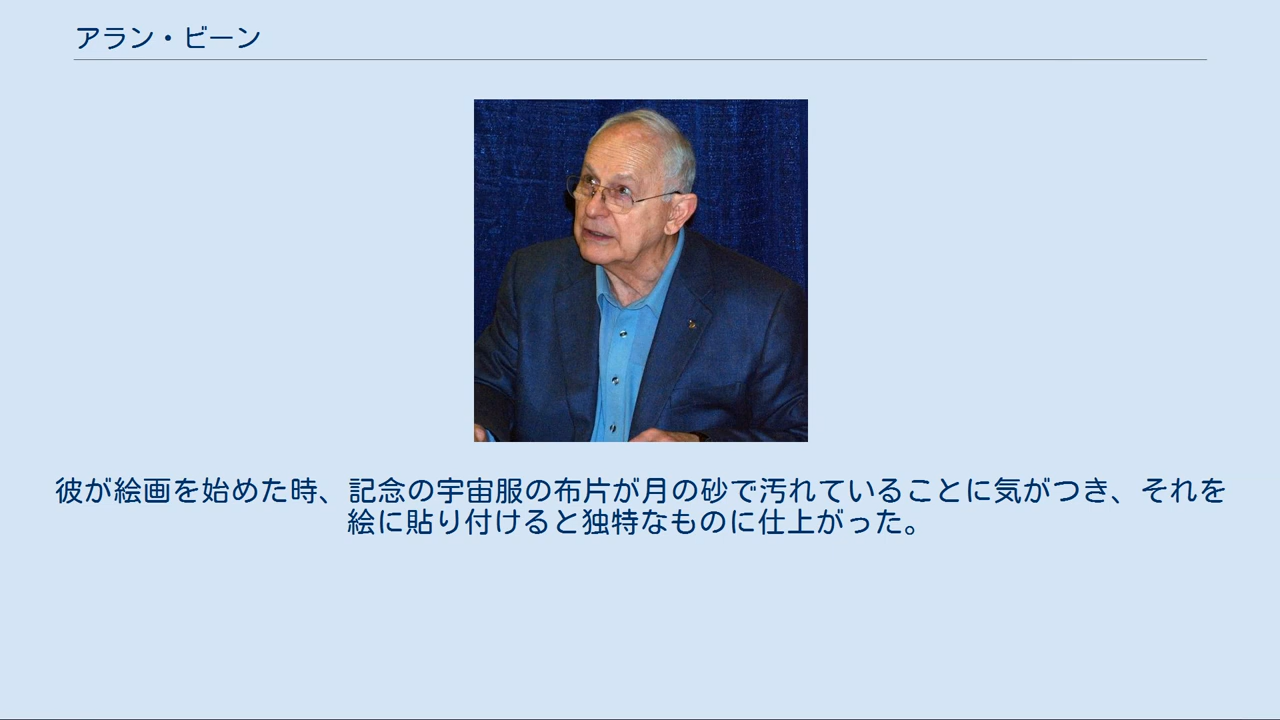 アラン・ビーン
彼が絵画を始めた時、記念の宇宙服の布片が月の砂で汚れていることに気がつき、それを
絵に貼り付けると独特なものに仕上がった。